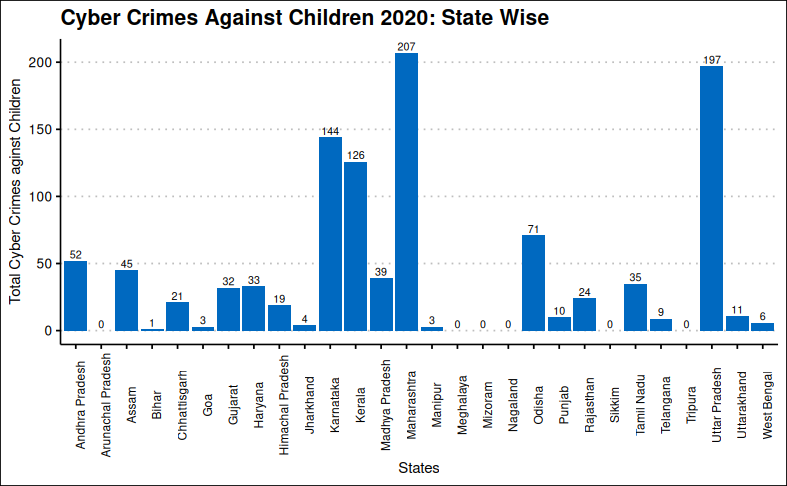 Cyber Crimes Against Children 2020: State Wise
Total Cyber Crimes against Children
200
150
100
50
0
52
0
45
1
21
3
32
33
19
4
144
126
39
207
3
0
0
0
71
10
24
0
35
9
0
197
11
6
Andhra Pradesh
Arunachal Pradesh
Assam
Bihar
Chhattisgarh
Goa
Gujarat
Haryana
Himachal Pradesh
Jharkhand
Karnataka
Kerala
Madhya Pradesh
Maharashtra
Manipur
Meghalaya
Mizoram
Nagaland
Odisha
Punjab
Rajasthan
Sikkim
Tamil Nadu
Telangana
Tripura
Uttar Pradesh
Uttarakhand
West Bengal
States